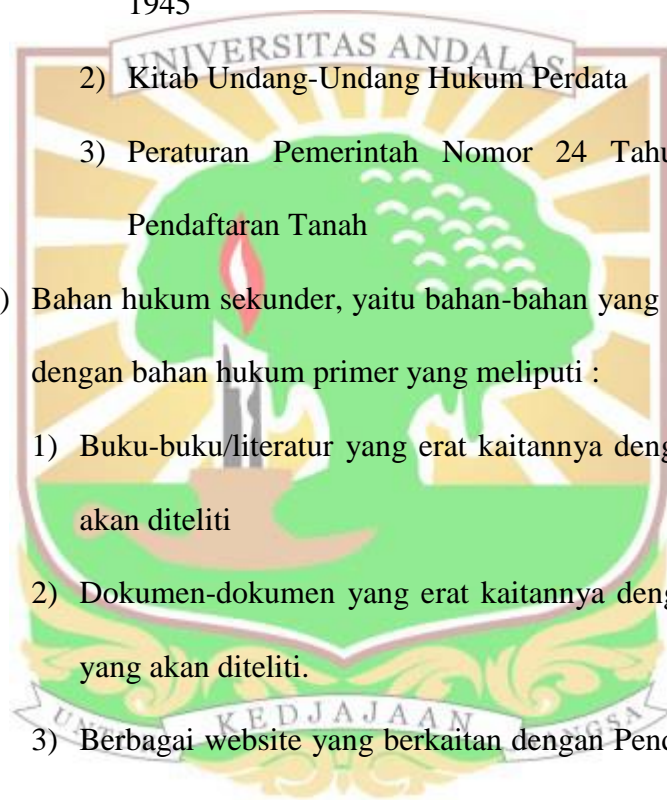 1945
UNIVERSITAS ANDALAS
2) Kitab Undang-Undang Hukum Perdata
3) Peraturan Pemerintah Nomor 24
Pendaftaran Tanah
) Bahan hukum sekunder, yaitu bahan-bahan yang
dengan bahan hukum primer yang meliputi :
1) Buku-buku/literatur yang erat kaitannya
akan diteliti
2) Dokumen-dokumen yang erat kaitannya
yang akan diteliti.
KEDJAJAAN
3) Berbagai website yang berkaitan dengan